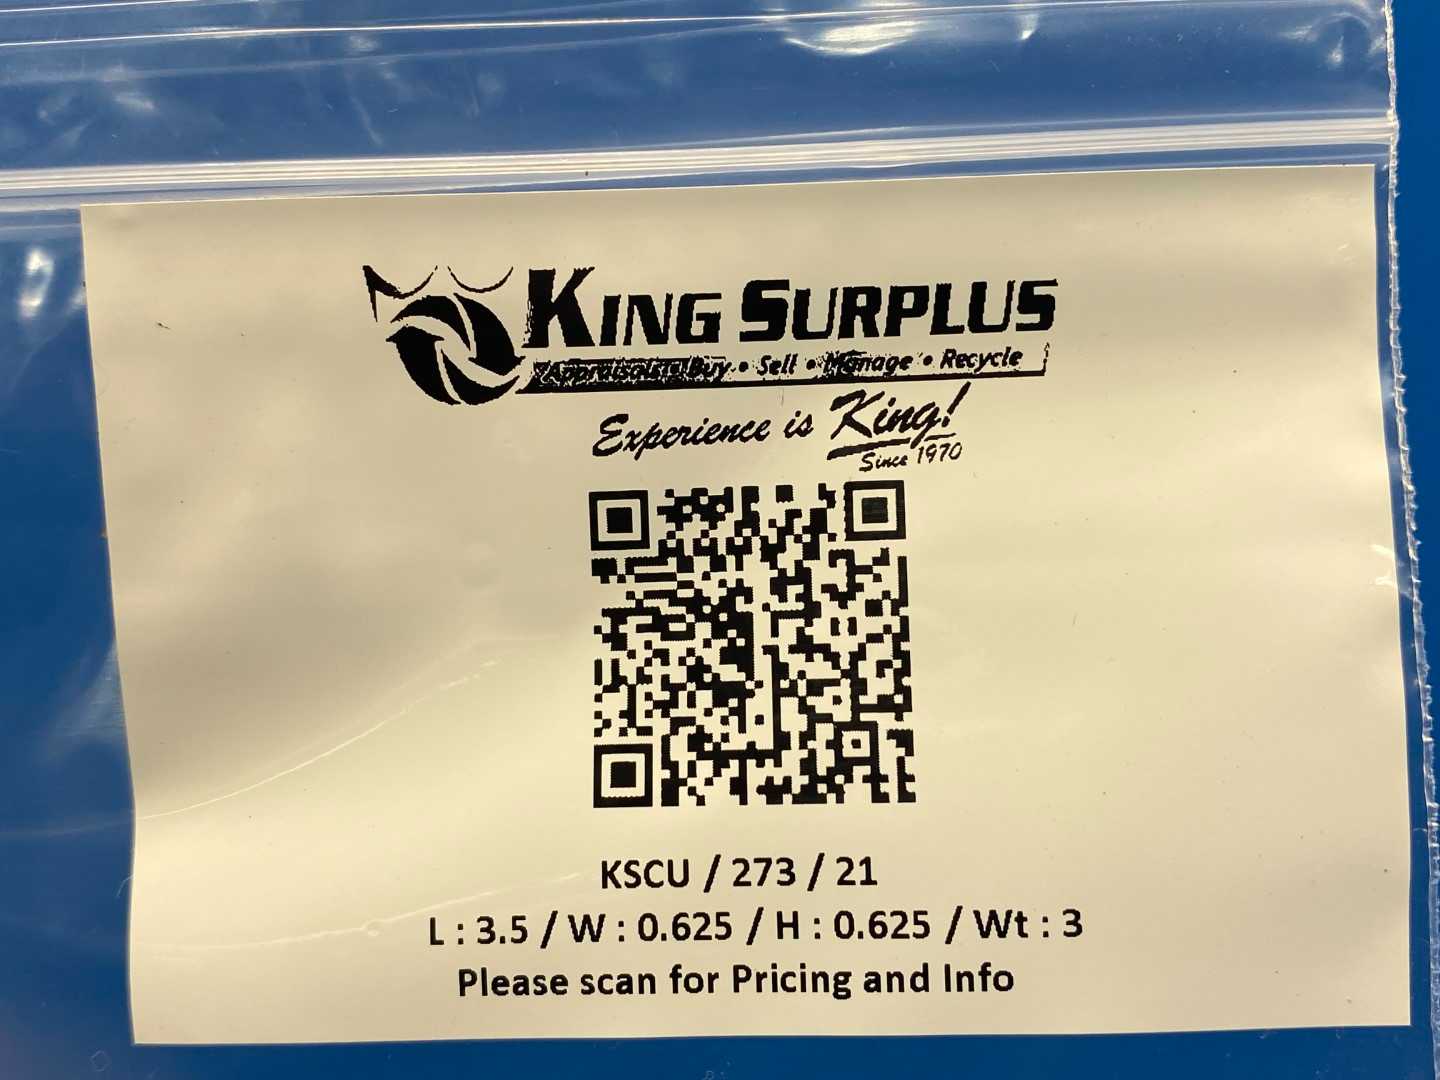 KING SURPLUS
Appraisals • Buy • Sell • Manage • Recycle
Experience is King!
Since 1970
KSCU / 273 / 21
L : 3.5 / W : 0.625 / H : 0.625 / Wt : 3
Please scan for Pricing and Info